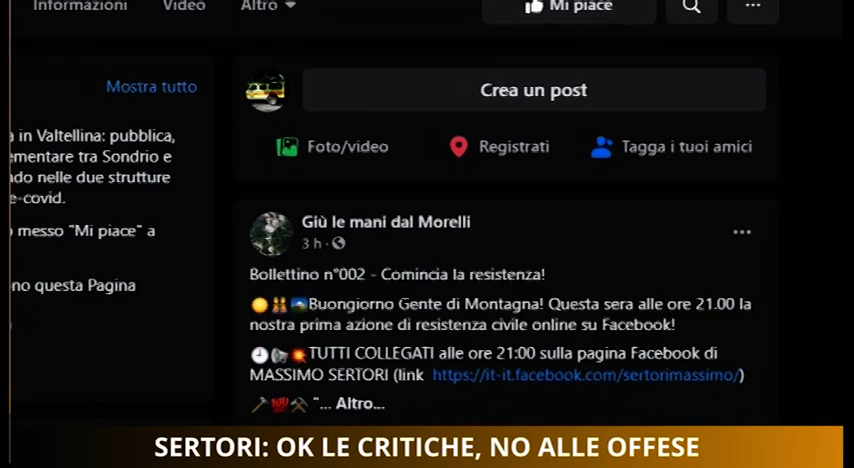 Informazioni Video Altro
Mi piace
Mostra tutto
Crea un post
Foto/video Registrati Tagga i tuoi amici
a in Valtellina: pubblica,
ementare tra Sondrio e
do nelle due strutture
e-covid.
messo "Mi piace" a
no questa Pagina
Giù le mani dal Morelli
3 h ·
Bollettino n°002 - Comincia la resistenza!
Buongiorno Gente di Montagna! Questa sera alle ore 21.00 la
nostra prima azione di resistenza civile online su Facebook!
TUTTI COLLEGATI alle ore 21:00 sulla pagina Facebook di
MASSIMO SERTORI (link https://it-it.facebook.com/sertorimassimo/)
💯 "... Altro...
SERTORI: OK LE CRITICHE, NO ALLE OFFESE